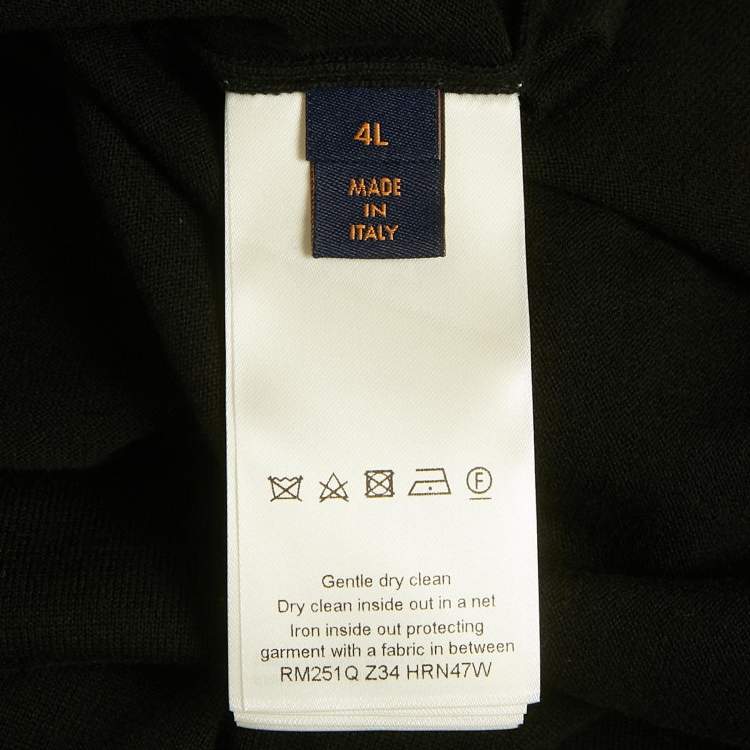 4L
MADE
IN
ITALY
F
Gentle dry clean
Dry clean inside out in a net
Iron inside out protecting
garment with a fabric in between
RM251Q Z34 HRN47W